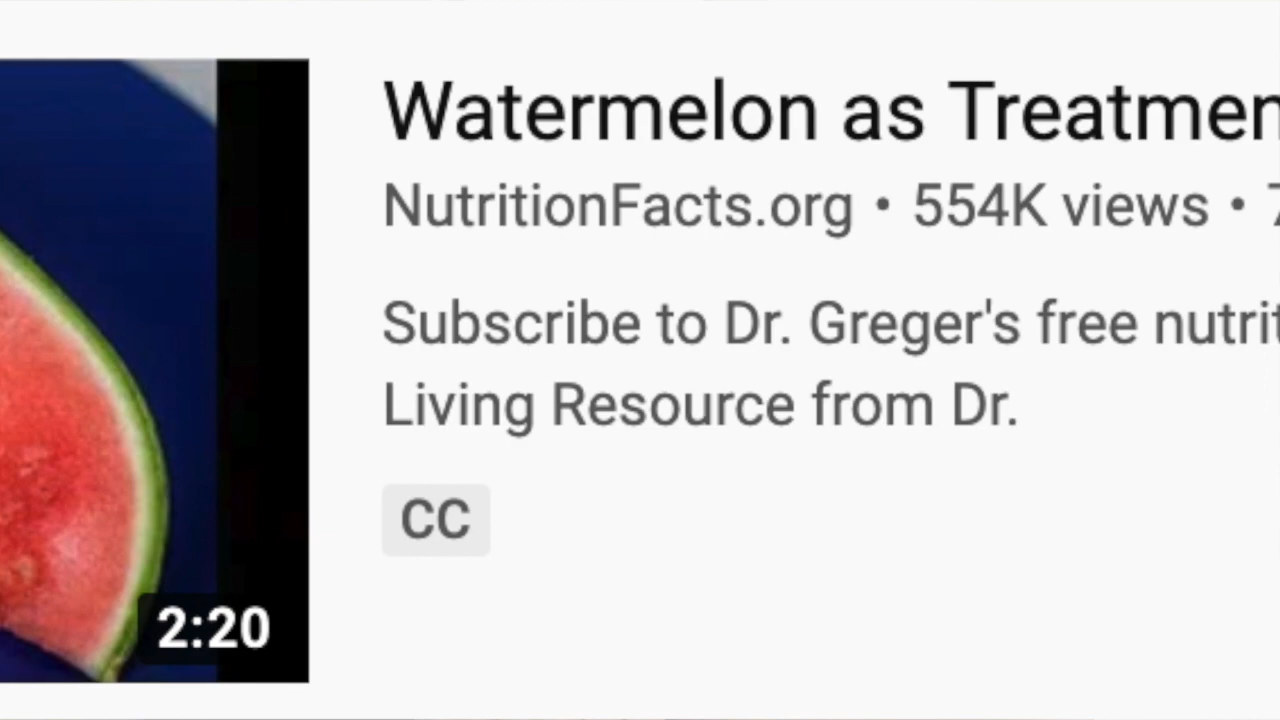 Watermelon as Treatmen
NutritionFacts.org • 554K views • 7
Subscribe to Dr. Greger's free nutrit
Living Resource from Dr.
CC
2:20